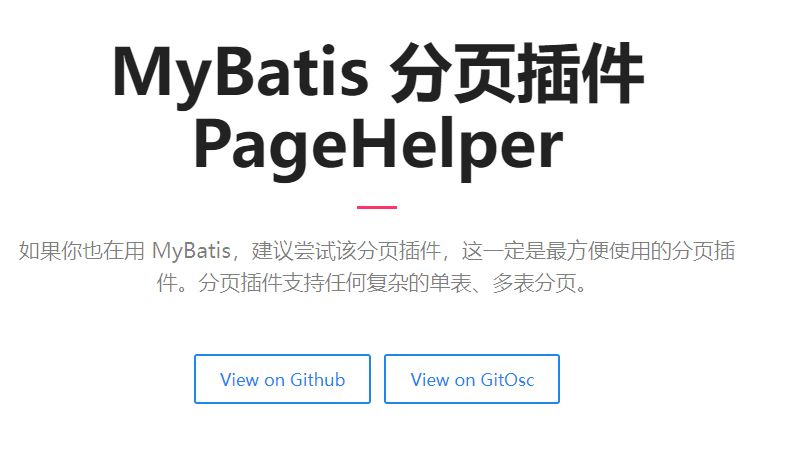 MyBatis 分页插件
PageHelper
如果你也在用 MyBatis，建议尝试该分页插件，这一定是最方便使用的分页插
件。分页插件支持任何复杂的单表、多表分页。
View on Github
View on GitOsc